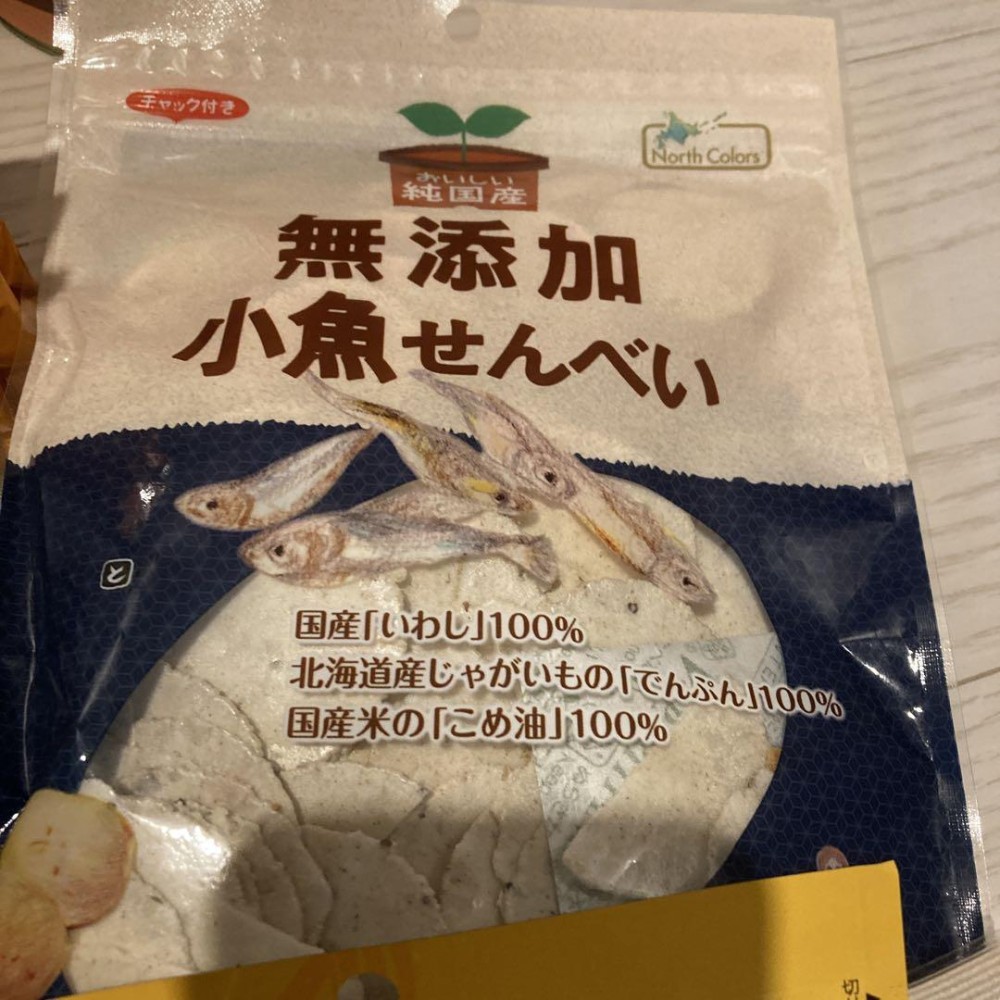 チャック付き
North Colors
おいしい
純国産
無添加
小魚せんべい
と
国産「いわし」100%
北海道産じゃがいもの「でんぷん」100%
国産米の「こめ油」100%
切